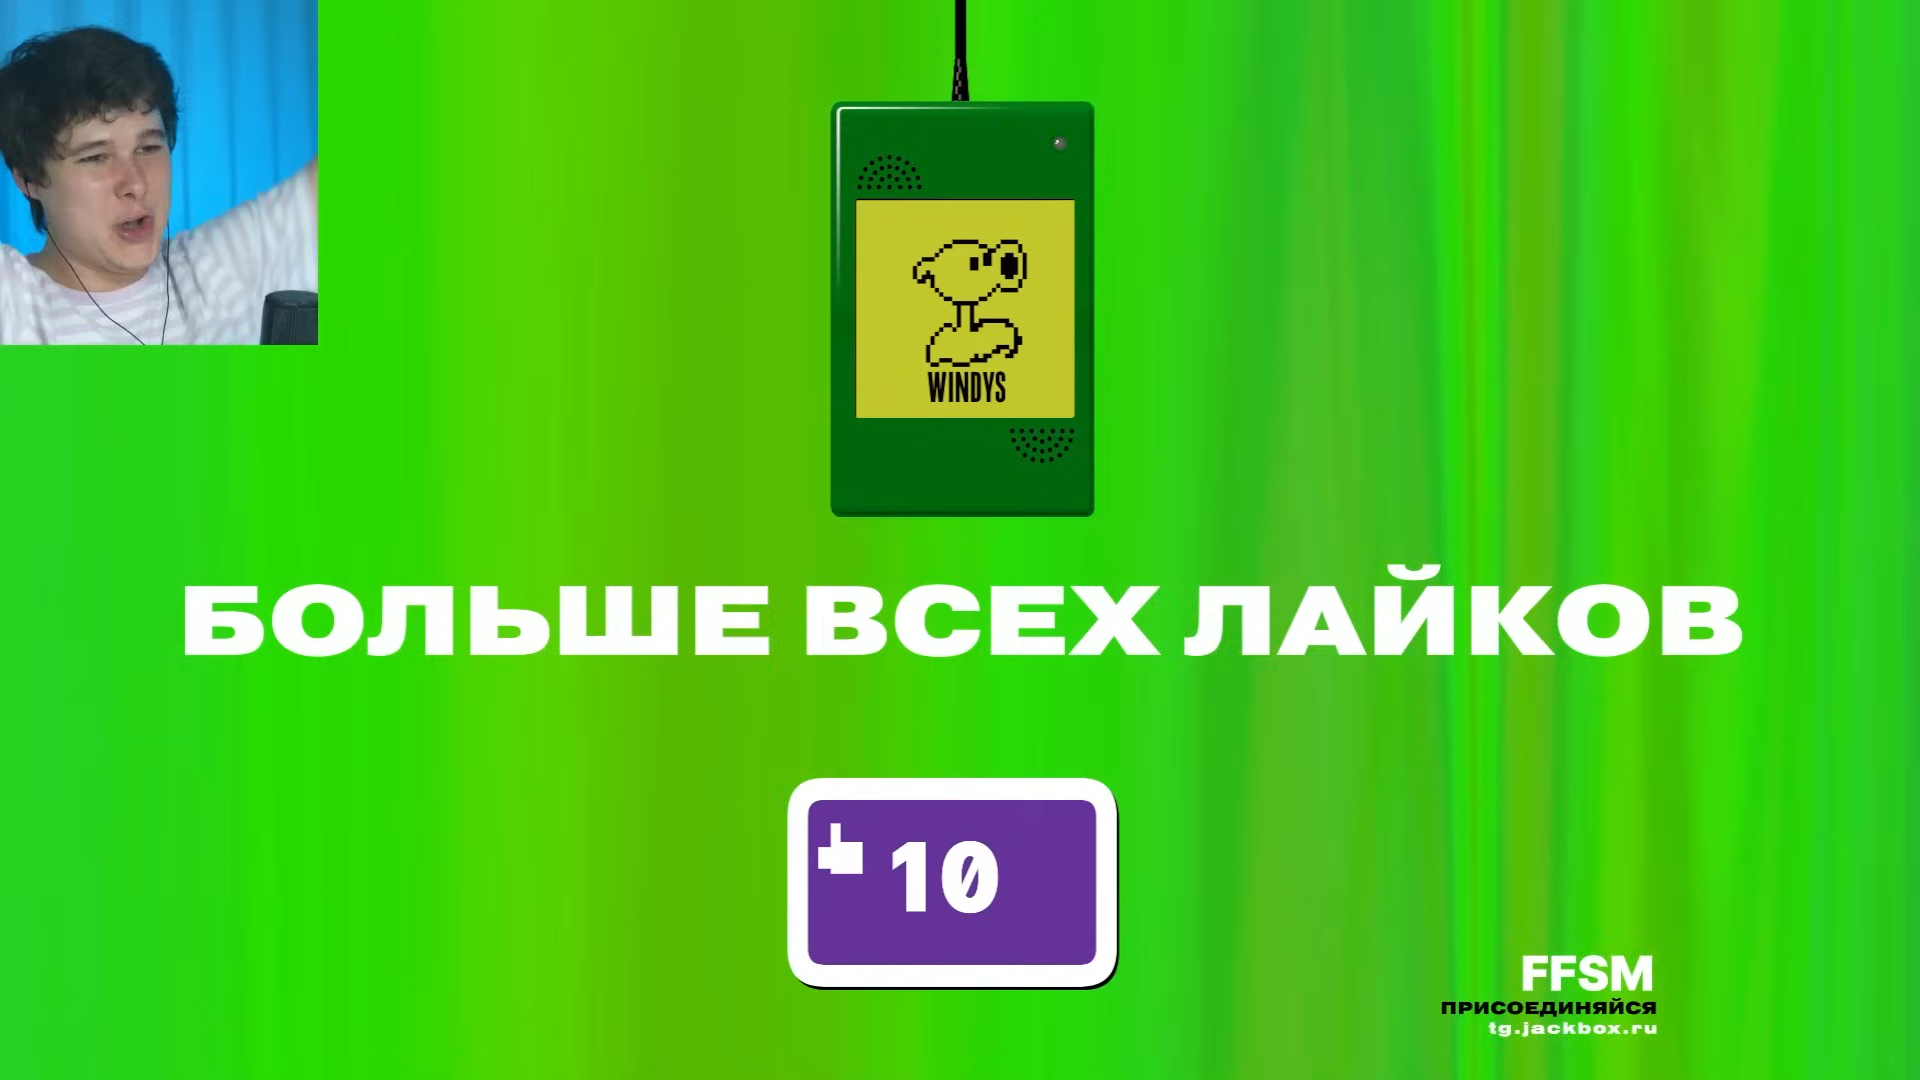 WINDYS
БОЛЬШЕ ВСЕХ ЛАЙКОВ
10
FFSM
ПРИСОЕДИНЯЙСЯ
tg.jackbox.ru